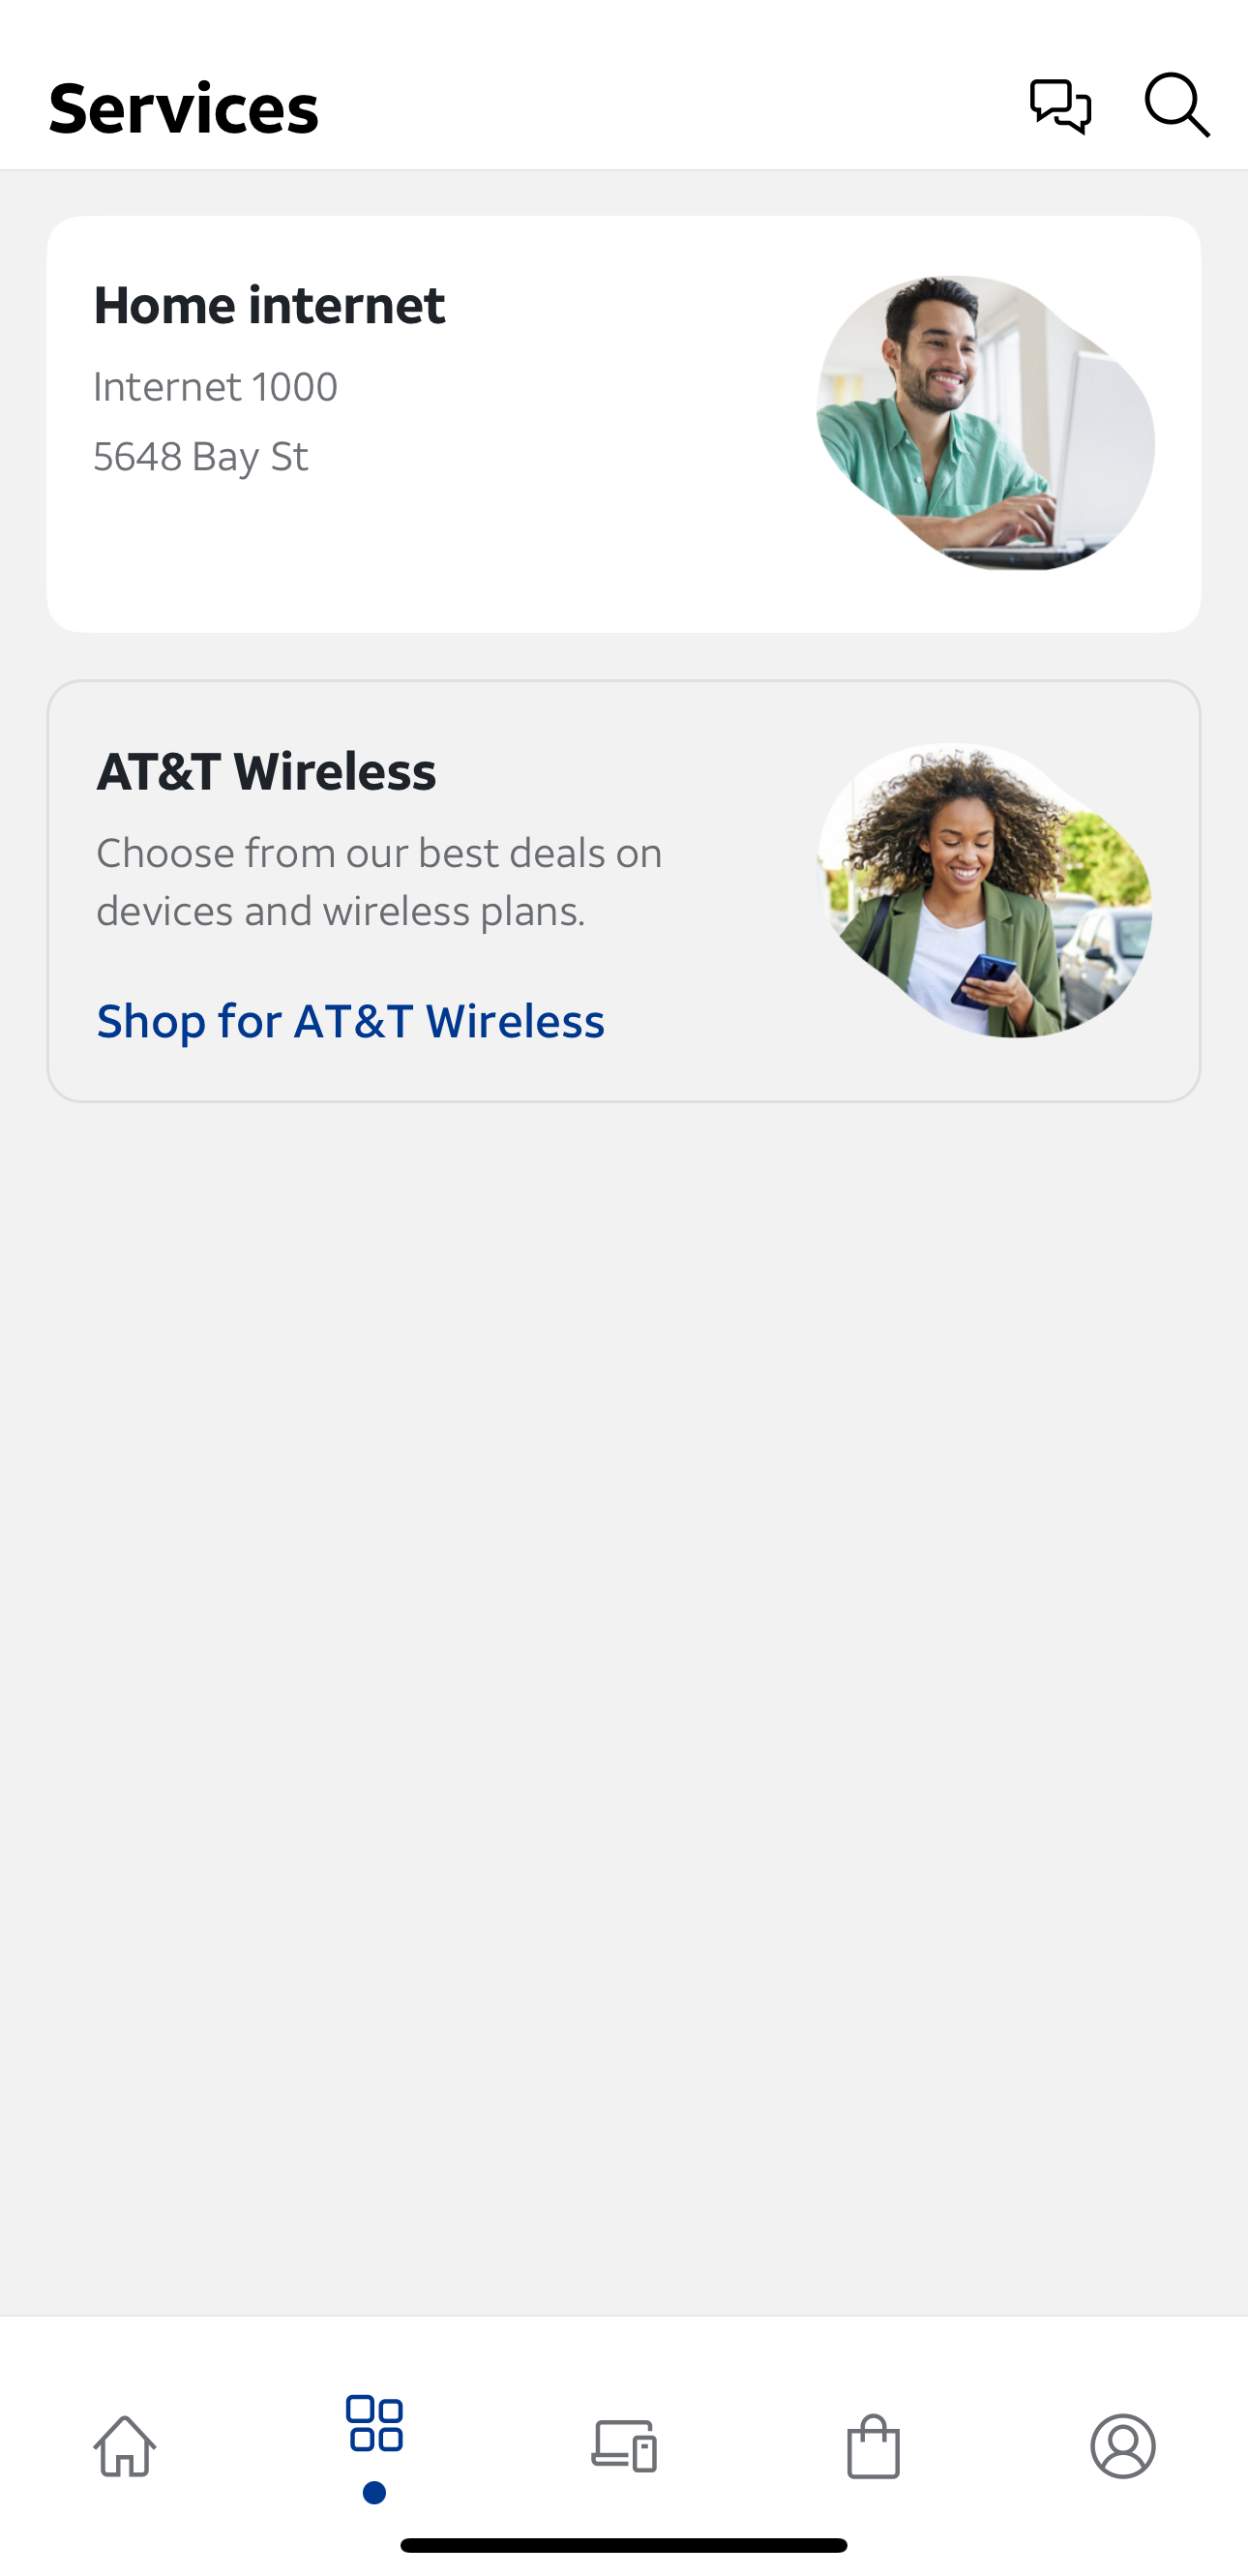 Services
Home internet
Internet 1000
5648 Bay St
AT&T Wireless
Choose from our best deals on
devices and wireless plans.
Shop for AT&T Wireless